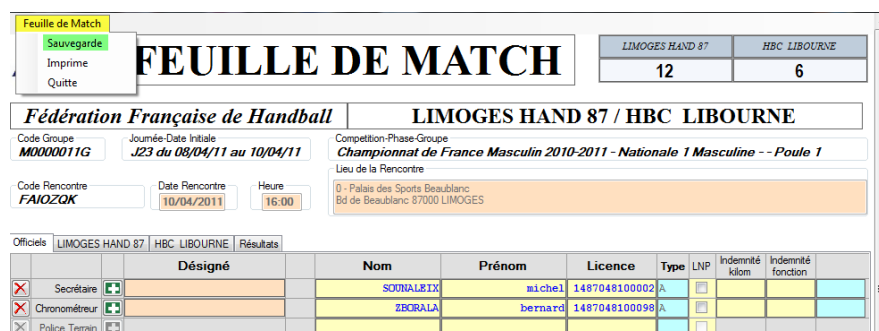 Feuille de Match
Sauvegarde
Imprime
Quitte
FEUILLE DE MATCH
LIMOGES HAND 87 HBC LIBOURNE
12 6
Fédération Française de Handball LIMOGES HAND 87 / HBC LIBOURNE
Code Groupe Journée-Date Initiale Competition-Phase-Groupe
M0000011G J23 du 08/04/11 au 10/04/11 Championnat de France Masculin 2010-2011 - Nationale 1 Masculine - - Poule 1
Lieu de la Rencontre
Code Rencontre Date Rencontre Heure 0 - Palais des Sports Beaublanc
FAIOZQK 10/04/2011 16:00 Bd de Beaublanc 87000 LIMOGES
Officiels LIMOGES HAND 87 HBC LIBOURNE Résultats
Désigné Nom Prénom Licence Type LNP Indemnité kilom Indemnité fonction
Secrétaire SOUNALEIX michel 1487048100002 A
Chronométreur ZBORALA bernard 1487048100098 A
Police Terrain